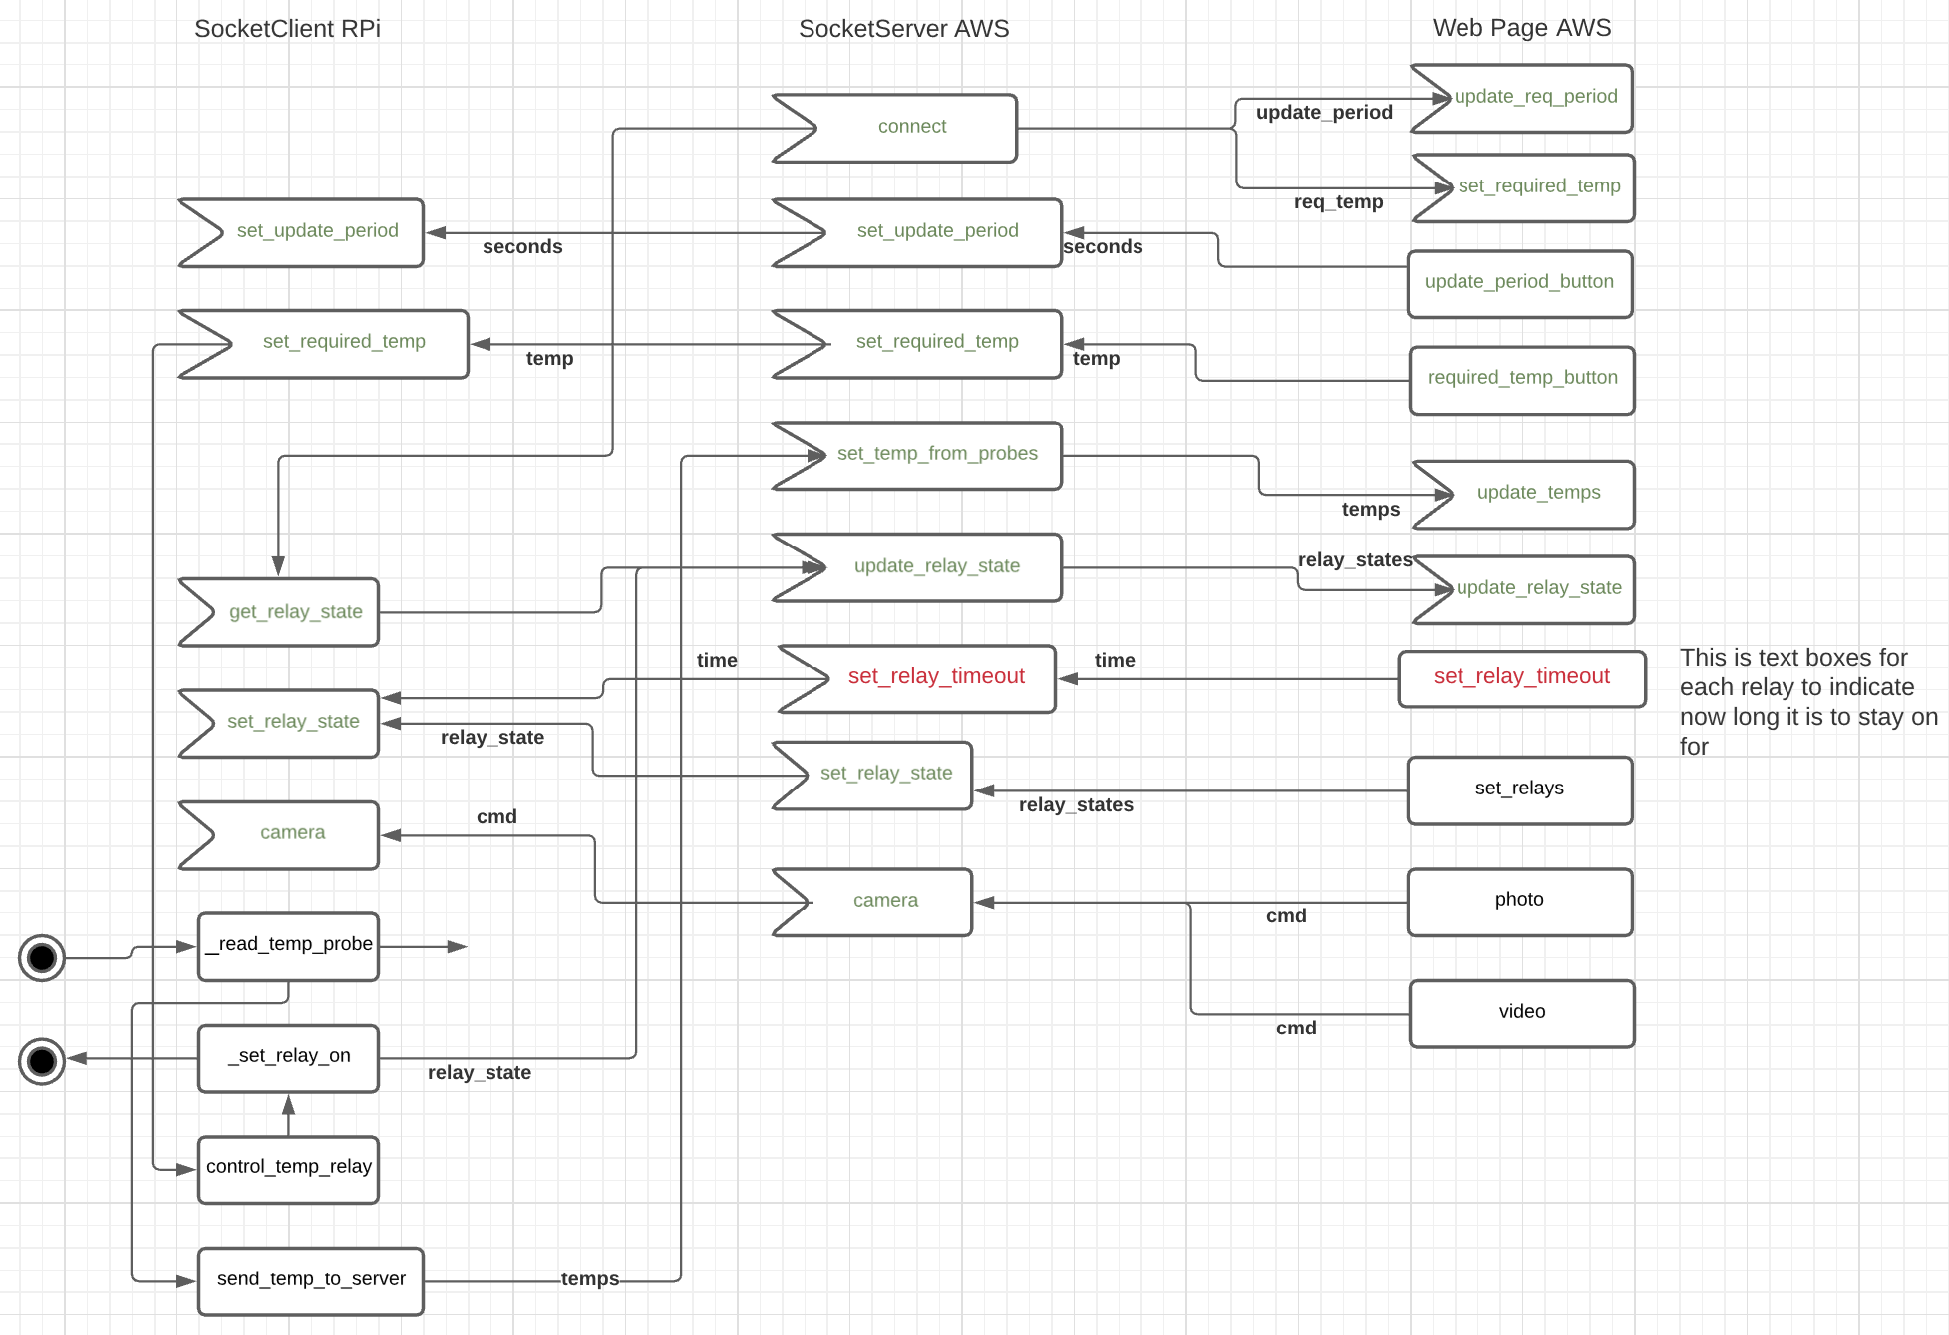 SocketClient RPi
SocketServer AWS
Web Page AWS
connect
update_period
update_req_period
req_temp
set_required_temp
set_update_period
seconds
set_update_period
seconds
update_period_button
set_required_temp
temp
set_required_temp
temp
required_temp_button
set_temp_from_probes
temps
update_temps
get_relay_state
update_relay_state
relay_states
update_relay_state
time
set_relay_timeout
time
set_relay_timeout
This is text boxes for
each relay to indicate
now long it is to stay on
for
set_relay_state
relay_state
set_relay_state
relay_states
set_relays
camera
cmd
camera
cmd
photo
_read_temp_probe
cmd
video
_set_relay_on
relay_state
control_temp_relay
send_temp_to_server
temps